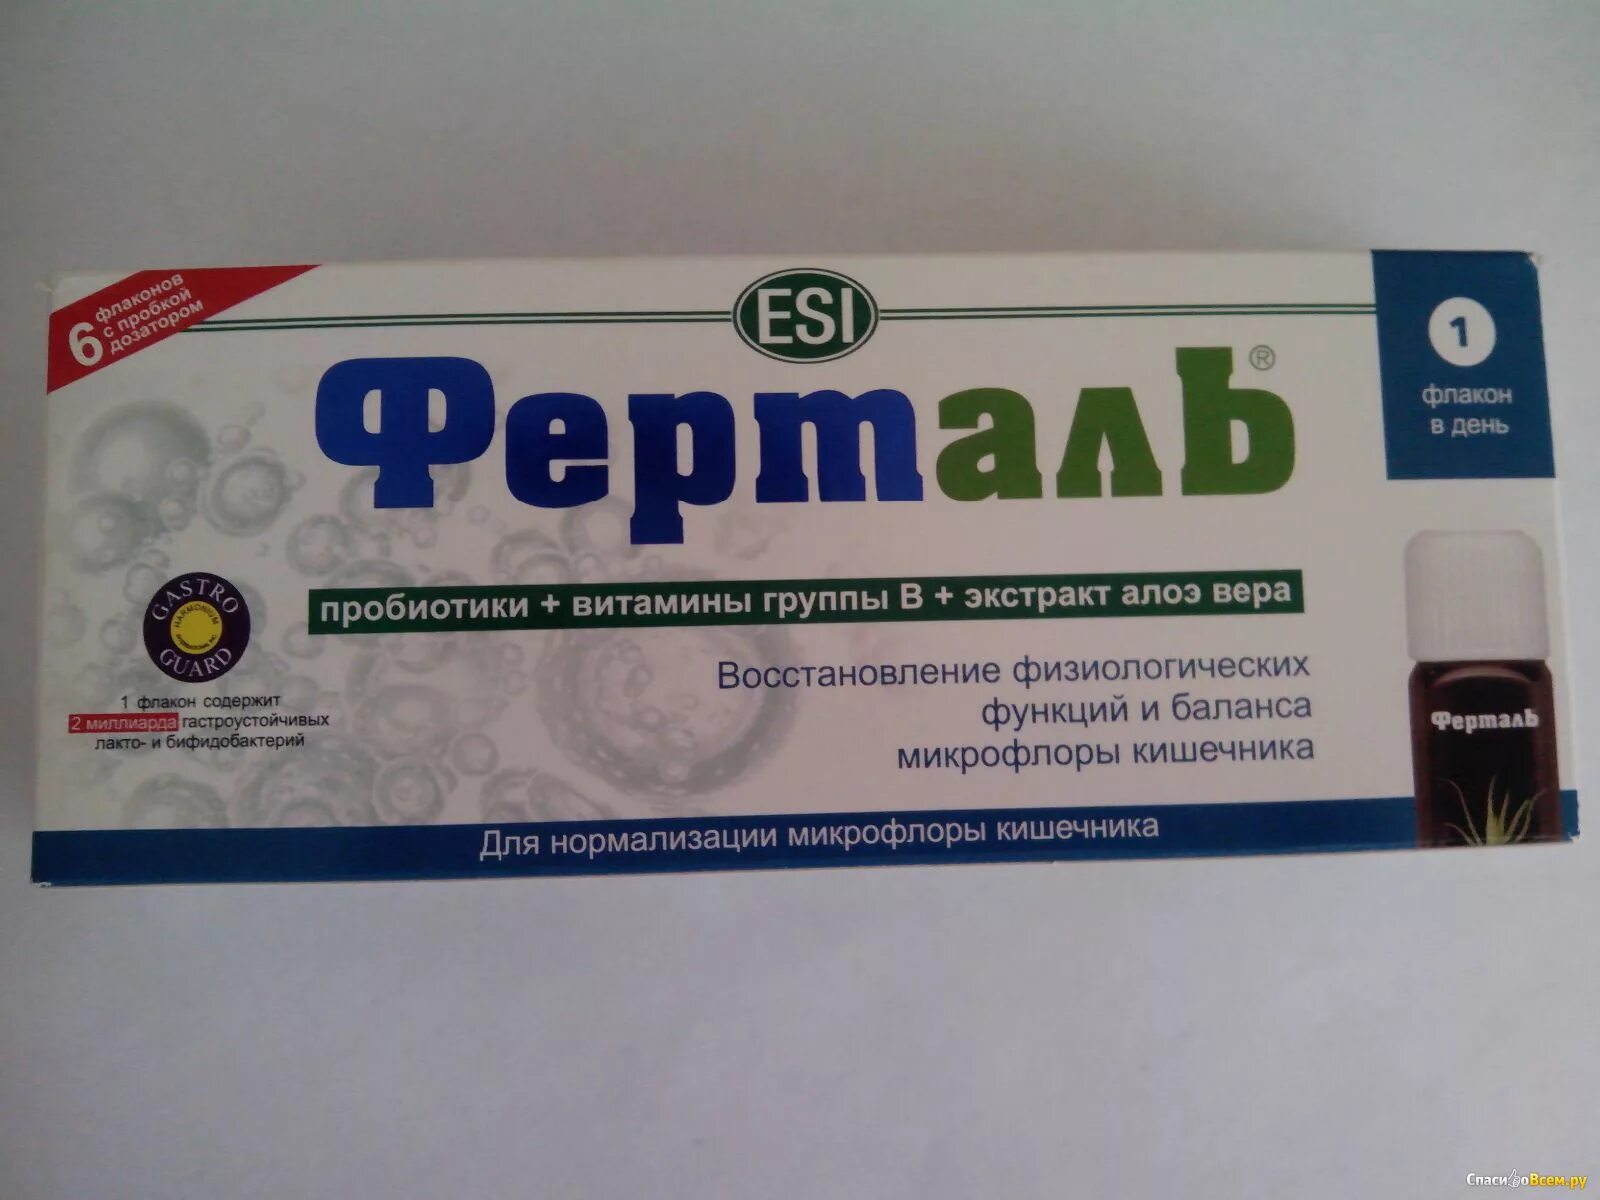 6 флаконов
с пробкой
дозатором
ESI
Ферталь®
1
флакон
в день
пробиотики + витамины группы В + экстракт алоэ вера
GASTRO
HARMONIUM
GUARD
1 флакон содержит
2 миллиарда гастроустойчивых
лакто- и бифидобактерий
Восстановление физиологических
функций и баланса
микрофлоры кишечника
Ферталь
Для нормализации микрофлоры кишечника
СпасибоВсем.ру